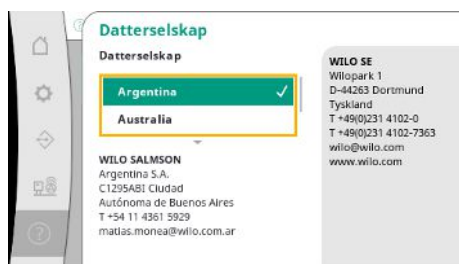 Datterselskap
Datterselskap
Argentina
Australia
WILO SALMSON
Argentina S.A.
C1295ABI Ciudad
Autónoma de Buenos Aires
T +54 11 4361 5929
matias.monea@wilo.com.ar
WILO SE
Wilopark 1
D-44263 Dortmund
Tyskland
T +49(0)231 4102-0
T +49(0)231 4102-7363
wilo@wilo.com
www.wilo.com